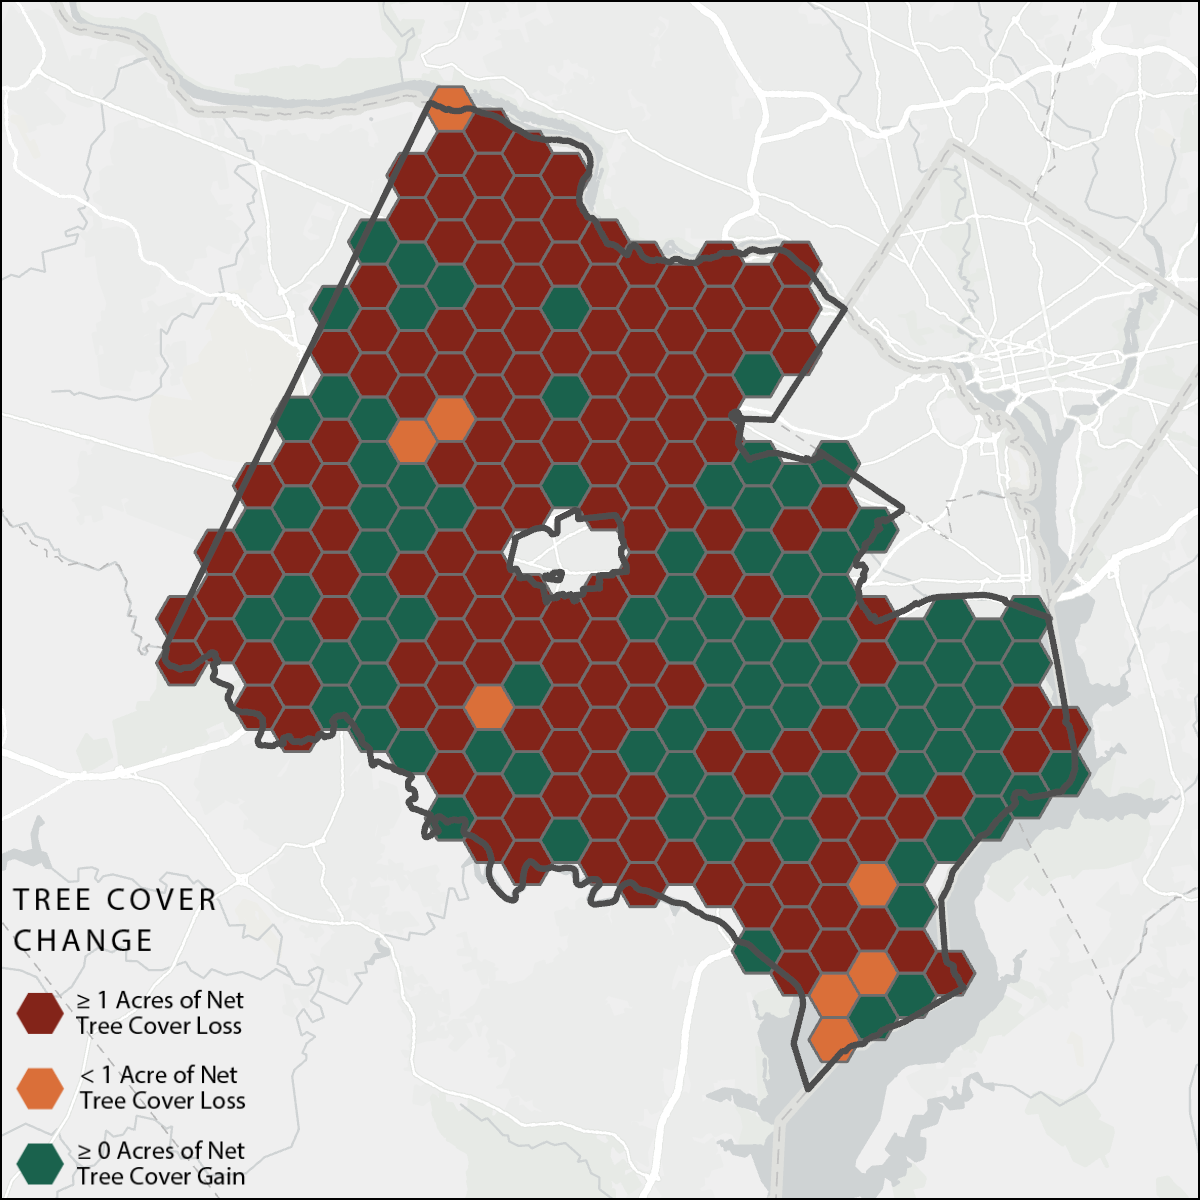 TREE COVER
CHANGE
≥ 1 Acres of Net
Tree Cover Loss
< 1 Acre of Net
Tree Cover Loss
≥ 0 Acres of Net
Tree Cover Gain